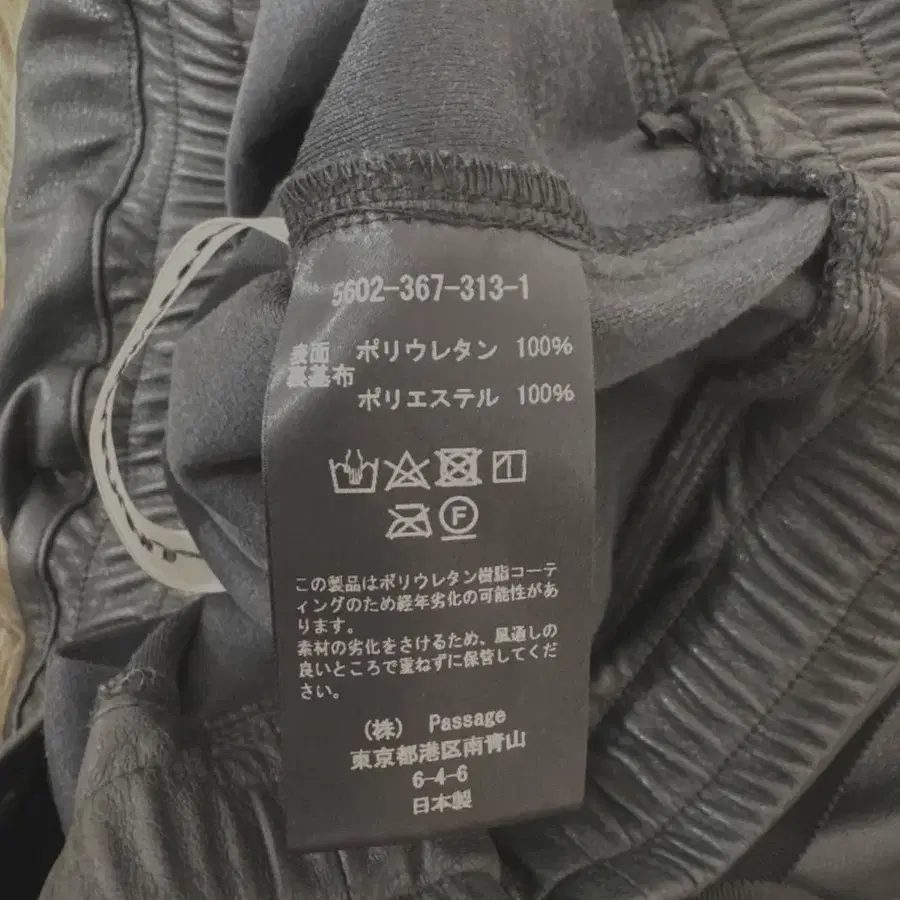 5602-367-313-1
表面 ポリウレタン 100%
裏基布
ポリエステル 100%
F
この製品はポリウレタン樹脂コーテ
ィングのため経年劣化の可能性があ
ります。
素材の劣化をさけるため、風通しの
良いところで重ねずに保管してくだ
さい。
(株) Passage
東京都港区南青山
6-4-6
日本製